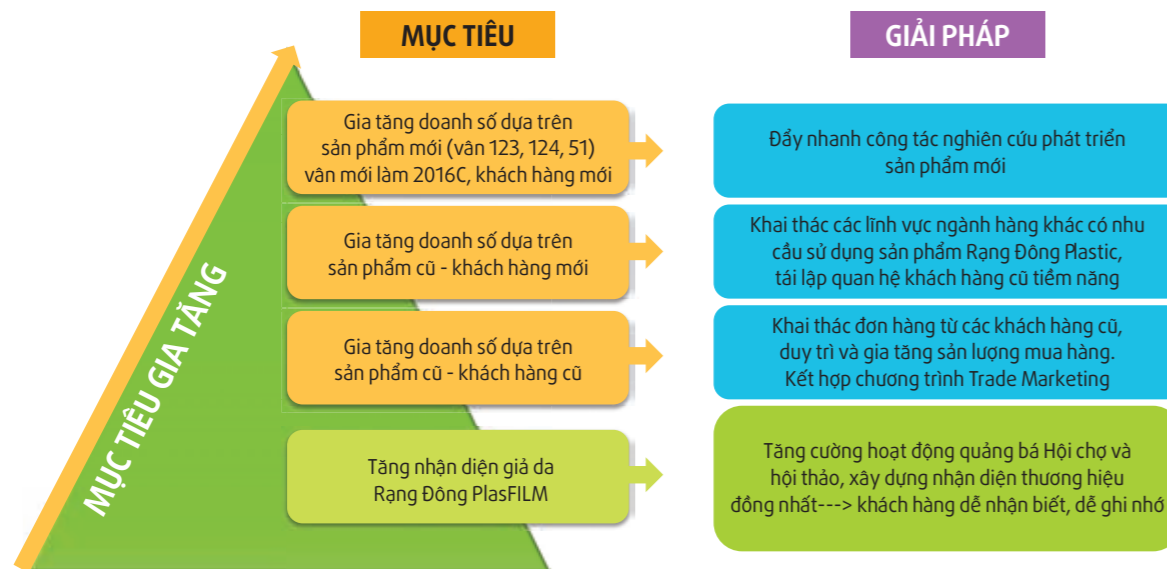 MỤC TIÊU
GIẢI PHÁP
MỤC TIÊU GIA TĂNG
Gia tăng doanh số dựa trên
sản phẩm mới (vân 123, 124, 51)
vân mới làm 2016C, khách hàng mới
Đẩy nhanh công tác nghiên cứu phát triển
sản phẩm mới
Gia tăng doanh số dựa trên
sản phẩm cũ - khách hàng mới
Khai thác các lĩnh vực ngành hàng khác có nhu
cầu sử dụng sản phẩm Rạng Đông Plastic,
tái lập quan hệ khách hàng cũ tiềm năng
Gia tăng doanh số dựa trên
sản phẩm cũ - khách hàng cũ
Khai thác đơn hàng từ các khách hàng cũ,
duy trì và gia tăng sản lượng mua hàng.
Kết hợp chương trình Trade Marketing
Tăng nhận diện giả da
Rạng Đông PlasFILM
Tăng cường hoạt động quảng bá Hội chợ và
hội thảo, xây dựng nhận diện thương hiệu
đồng nhất---> khách hàng dễ nhận biết, dễ ghi nhớ